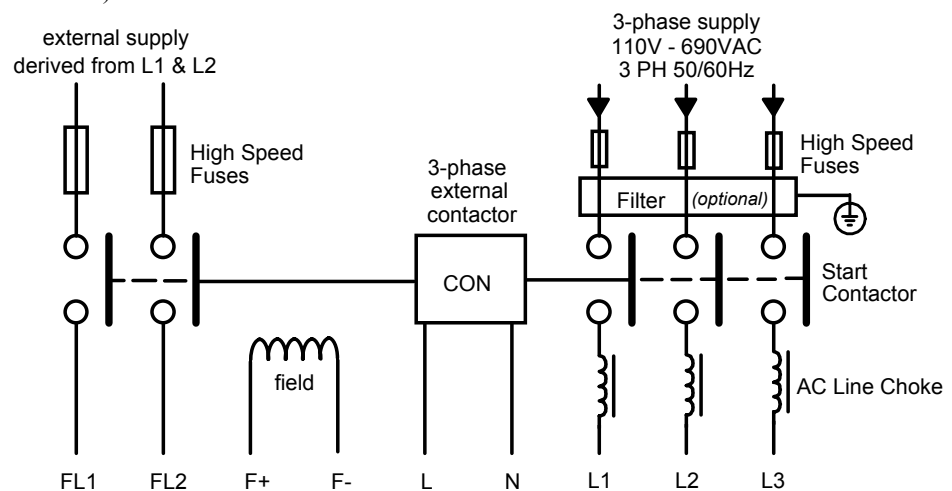 external supply
derived from L1 & L2
3-phase supply
110V - 690VAC
3 PH 50/60Hz
High Speed
Fuses
High Speed
Fuses
3-phase
external
contactor
Filter (optional)
CON
Start
Contactor
field
AC Line Choke
FL1 FL2 F+ F- L N L1 L2 L3